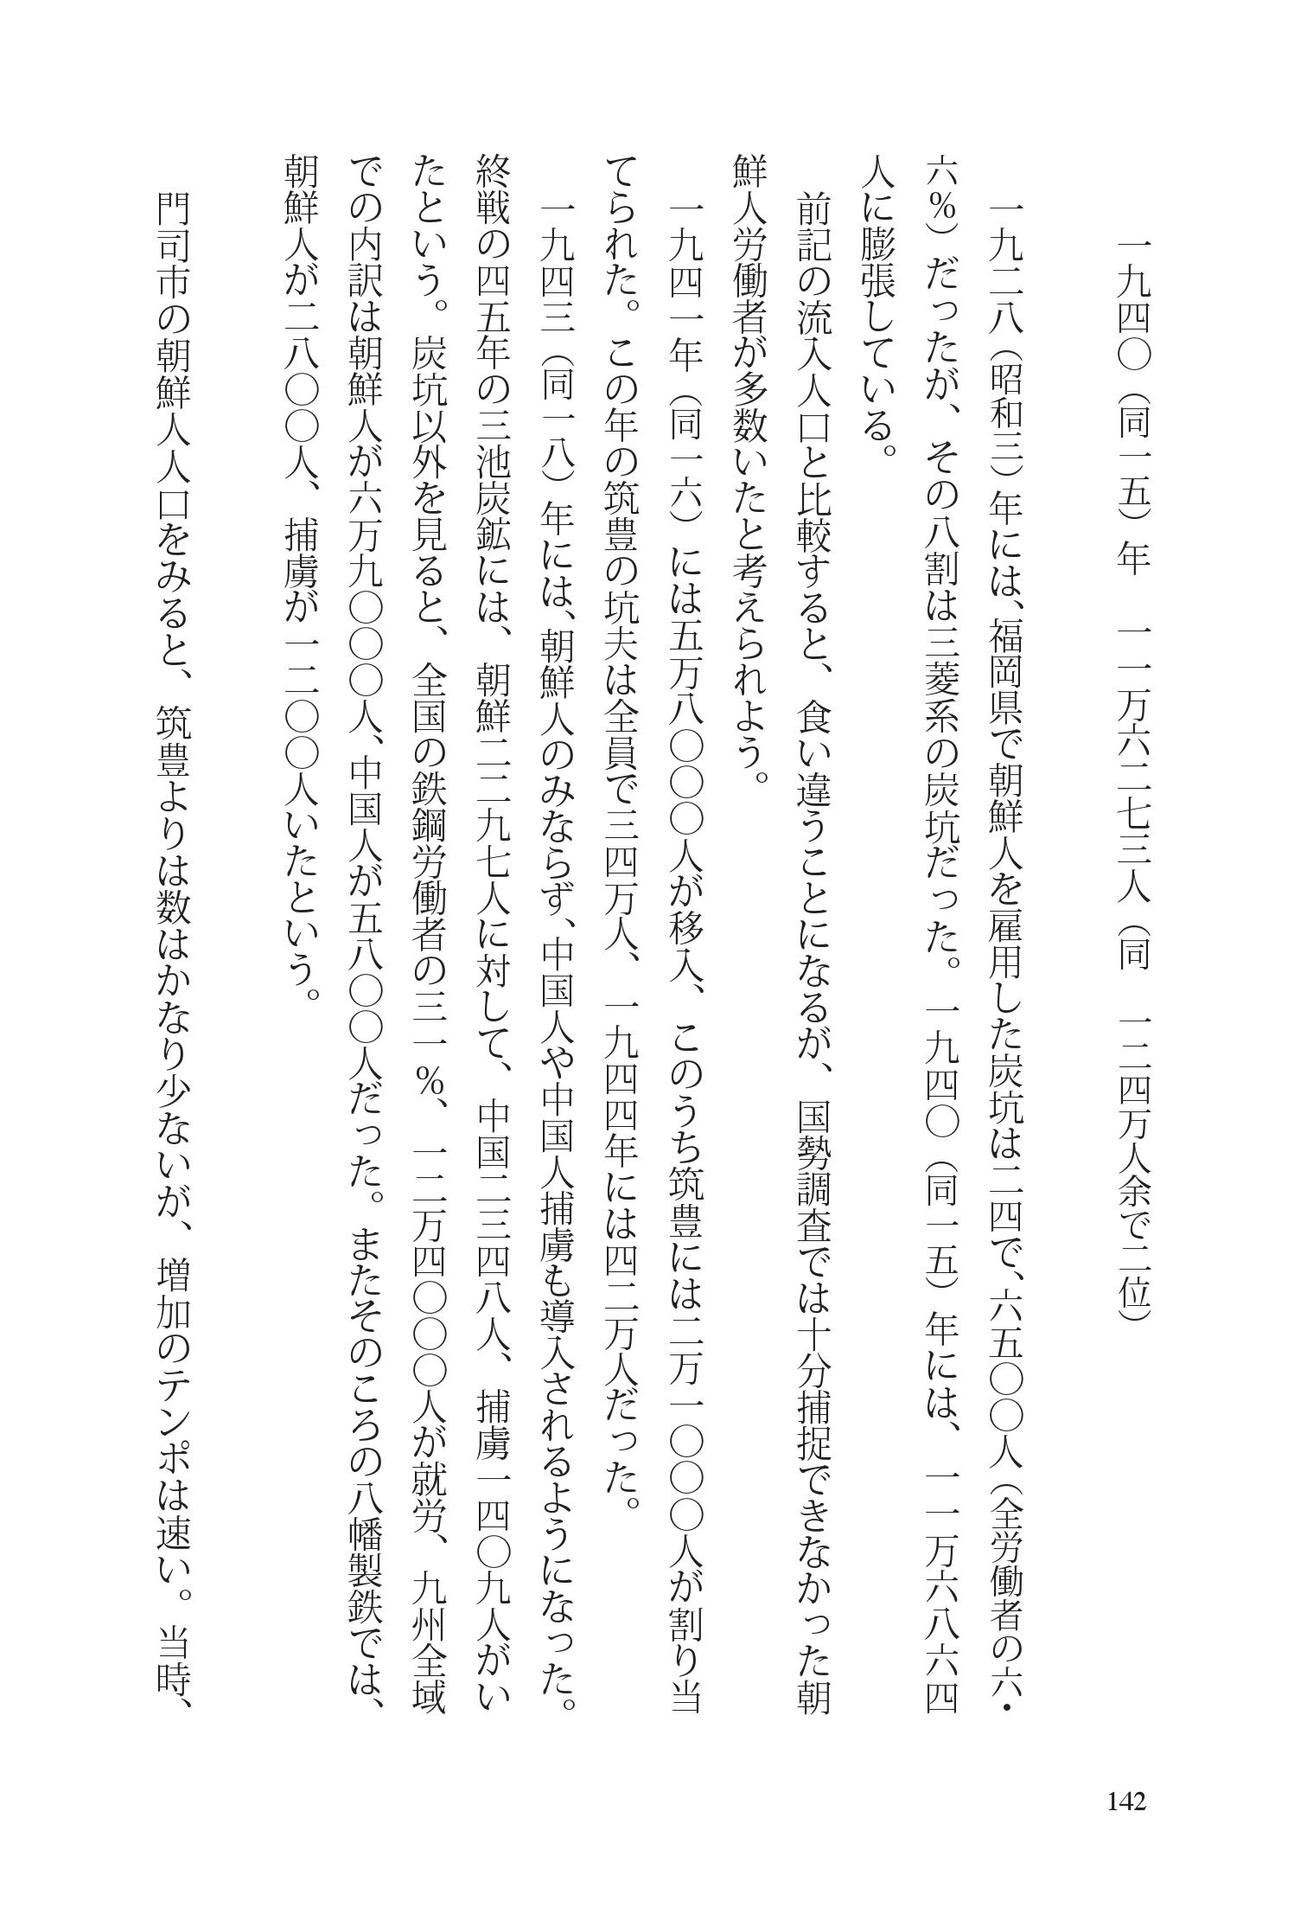 一九四〇（同一五）年　一一万六二七三人（同　一二四万人余で二位）
一九二八（昭和三）年には、福岡県で朝鮮人を雇用した炭坑は二四で、六五〇〇人（全労働者の六・
六％）だったが、その八割は三菱系の炭坑だった。一九四〇（同一五）年には、一一万六八六四
人に膨張している。
前記の流入人口と比較すると、食い違うことになるが、国勢調査では十分捕捉できなかった朝
鮮人労働者が多数いたと考えられよう。
一九四一年（同一六）には五万八〇〇〇人が移入、このうち筑豊には二万一〇〇〇人が割り当
てられた。この年の筑豊の坑夫は全員で三四万人、一九四四年には四二万人だった。
一九四三（同一八）年には、朝鮮人のみならず、中国人や中国人捕虜も導入されるようになった。
終戦の四五年の三池炭鉱には、朝鮮二二九七人に対して、中国二三四八人、捕虜一四〇九人がい
たという。炭坑以外を見ると、全国の鉄鋼労働者の三一％、一二万四〇〇〇人が就労、九州全域
での内訳は朝鮮人が六万九〇〇〇人、中国人が五八〇〇人だった。またそのころの八幡製鉄では、
朝鮮人が二八〇〇人、捕虜が一二〇〇人いたという。
門司市の朝鮮人人口をみると、筑豊よりは数はかなり少ないが、増加のテンポは速い。当時、
142